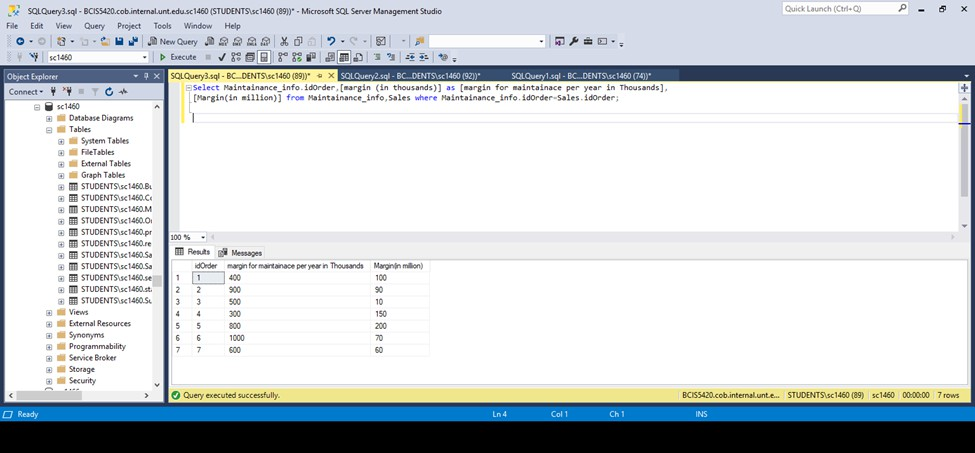 SQLQuery3.sql - BCIS5420.cob.internal.unt.edu.sc1460 (STUDENTS\sc1460 (89))* - Microsoft SQL Server Management Studio
Quick Launch (Ctrl+Q)
File Edit View Query Project Tools Window Help
New Query
sc1460 Execute
Object Explorer
SQLQuery3.sql - BC...DENTS\sc1460 (89))* SQLQuery2.sql - BC...DENTS\sc1460 (92))* SQLQuery1.sql - BC...DENTS\sc1460 (74))*
Connect
Select Maintainance_info.idOrder,[margin (in thousands)] as [margin for maintainace per year in Thousands],
[Margin(in million)] from Maintainance_info,Sales where Maintainance_info.idOrder=Sales.idOrder;
sc1460
Database Diagrams
Tables
System Tables
FileTables
External Tables
Graph Tables
STUDENTS\sc1460.Bu
STUDENTS\sc1460.Cc
STUDENTS\sc1460.M
STUDENTS\sc1460.Or
STUDENTS\sc1460.pr
STUDENTS\sc1460.re
STUDENTS\sc1460.Sa
STUDENTS\sc1460.Sa
STUDENTS\sc1460.se
STUDENTS\sc1460.st
STUDENTS\sc1460.Su
Views
External Resources
Synonyms
Programmability
Service Broker
Storage
Security
100 %
Results Messages
idOrder margin for maintainace per year in Thousands Margin(in million)
1 1 400 100
2 2 900 90
3 3 500 10
4 4 300 150
5 5 800 200
6 6 1000 70
7 7 600 60
Query executed successfully. BCIS5420.cob.internal.unt.e... STUDENTS\sc1460 (89) sc1460 00:00:00 7 rows
Ready Ln 4 Col 1 Ch 1 INS